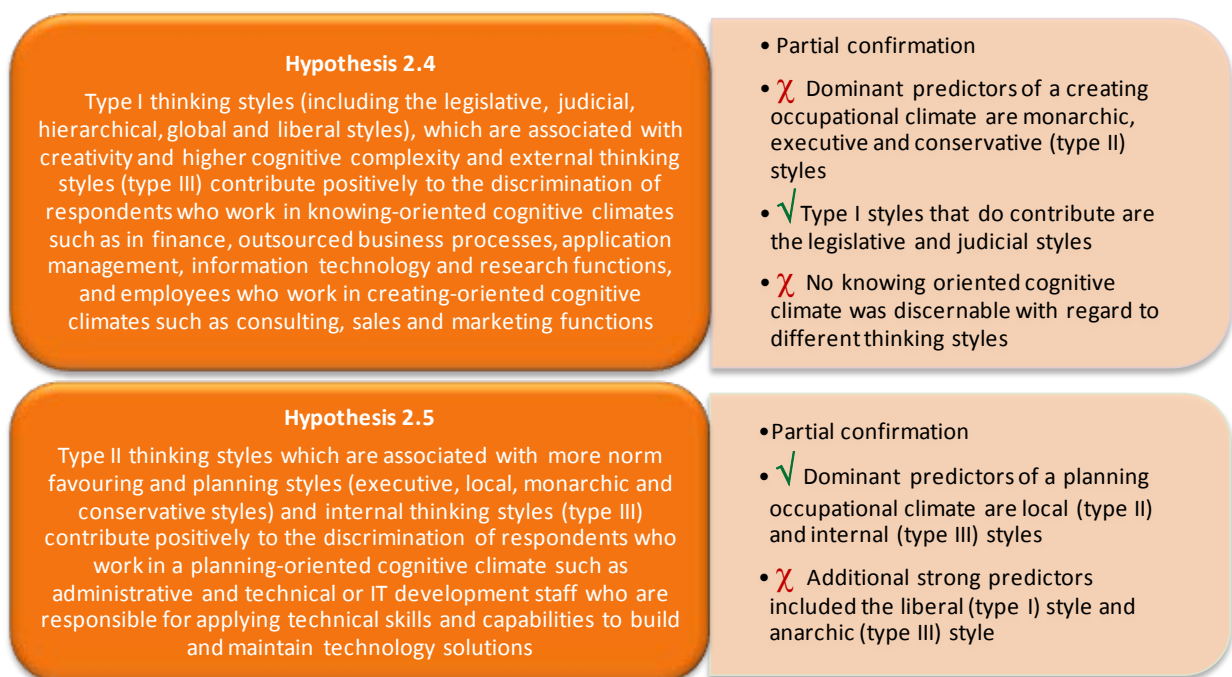 Hypothesis 2.4
Type I thinking styles (including the legislative, judicial,
hierarchical, global and liberal styles), which are associated with
creativity and higher cognitive complexity and external thinking
styles (type III) contribute positively to the discrimination of
respondents who work in knowing-oriented cognitive climates
such as in finance, outsourced business processes, application
management, information technology and research functions,
and employees who work in creating-oriented cognitive
climates such as consulting, sales and marketing functions
• Partial confirmation
• χ Dominant predictors of a creating
occupational climate are monarchic,
executive and conservative (type II)
styles
• √ Type I styles that do contribute are
the legislative and judicial styles
• χ No knowing oriented cognitive
climate was discernable with regard to
different thinking styles
Hypothesis 2.5
Type II thinking styles which are associated with more norm
favouring and planning styles (executive, local, monarchic and
conservative styles) and internal thinking styles (type III)
contribute positively to the discrimination of respondents who
work in a planning-oriented cognitive climate such as
administrative and technical or IT development staff who are
responsible for applying technical skills and capabilities to build
and maintain technology solutions
•Partial confirmation
• √ Dominant predictors of a planning
occupational climate are local (type II)
and internal (type III) styles
• χ Additional strong predictors
included the liberal (type I) style and
anarchic (type III) style